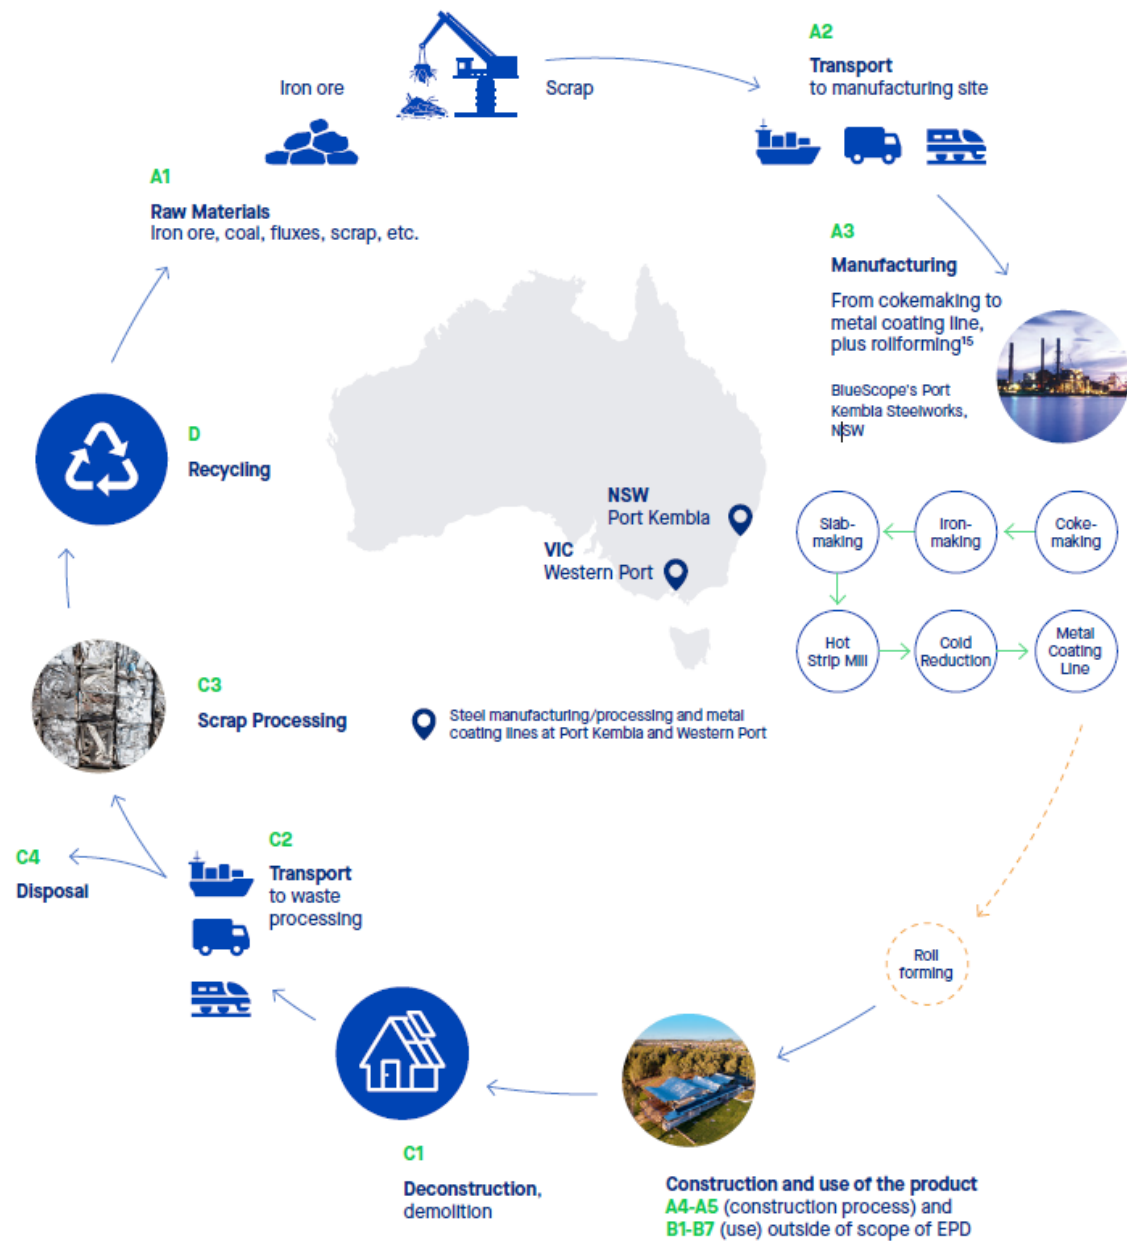 Iron ore
Scrap
A1
Raw Materials
Iron ore, coal, fluxes, scrap, etc.
A2
Transport
to manufacturing site
A3
Manufacturing
From cokemaking to
metal coating line,
plus rollforming¹⁵
BlueScope's Port
Kembla Steelworks,
NSW
Coke-
making
Iron-
making
Slab-
making
Hot
Strip Mill
Cold
Reduction
Metal
Coating
Line
NSW
Port Kembla
VIC
Western Port
Steel manufacturing/processing and metal
coating lines at Port Kembla and Western Port
Roll
forming
Construction and use of the product
A4-A5 (construction process) and
B1-B7 (use) outside of scope of EPD
C1
Deconstruction,
demolition
C2
Transport
to waste
processing
C4
Disposal
C3
Scrap Processing
D
Recycling